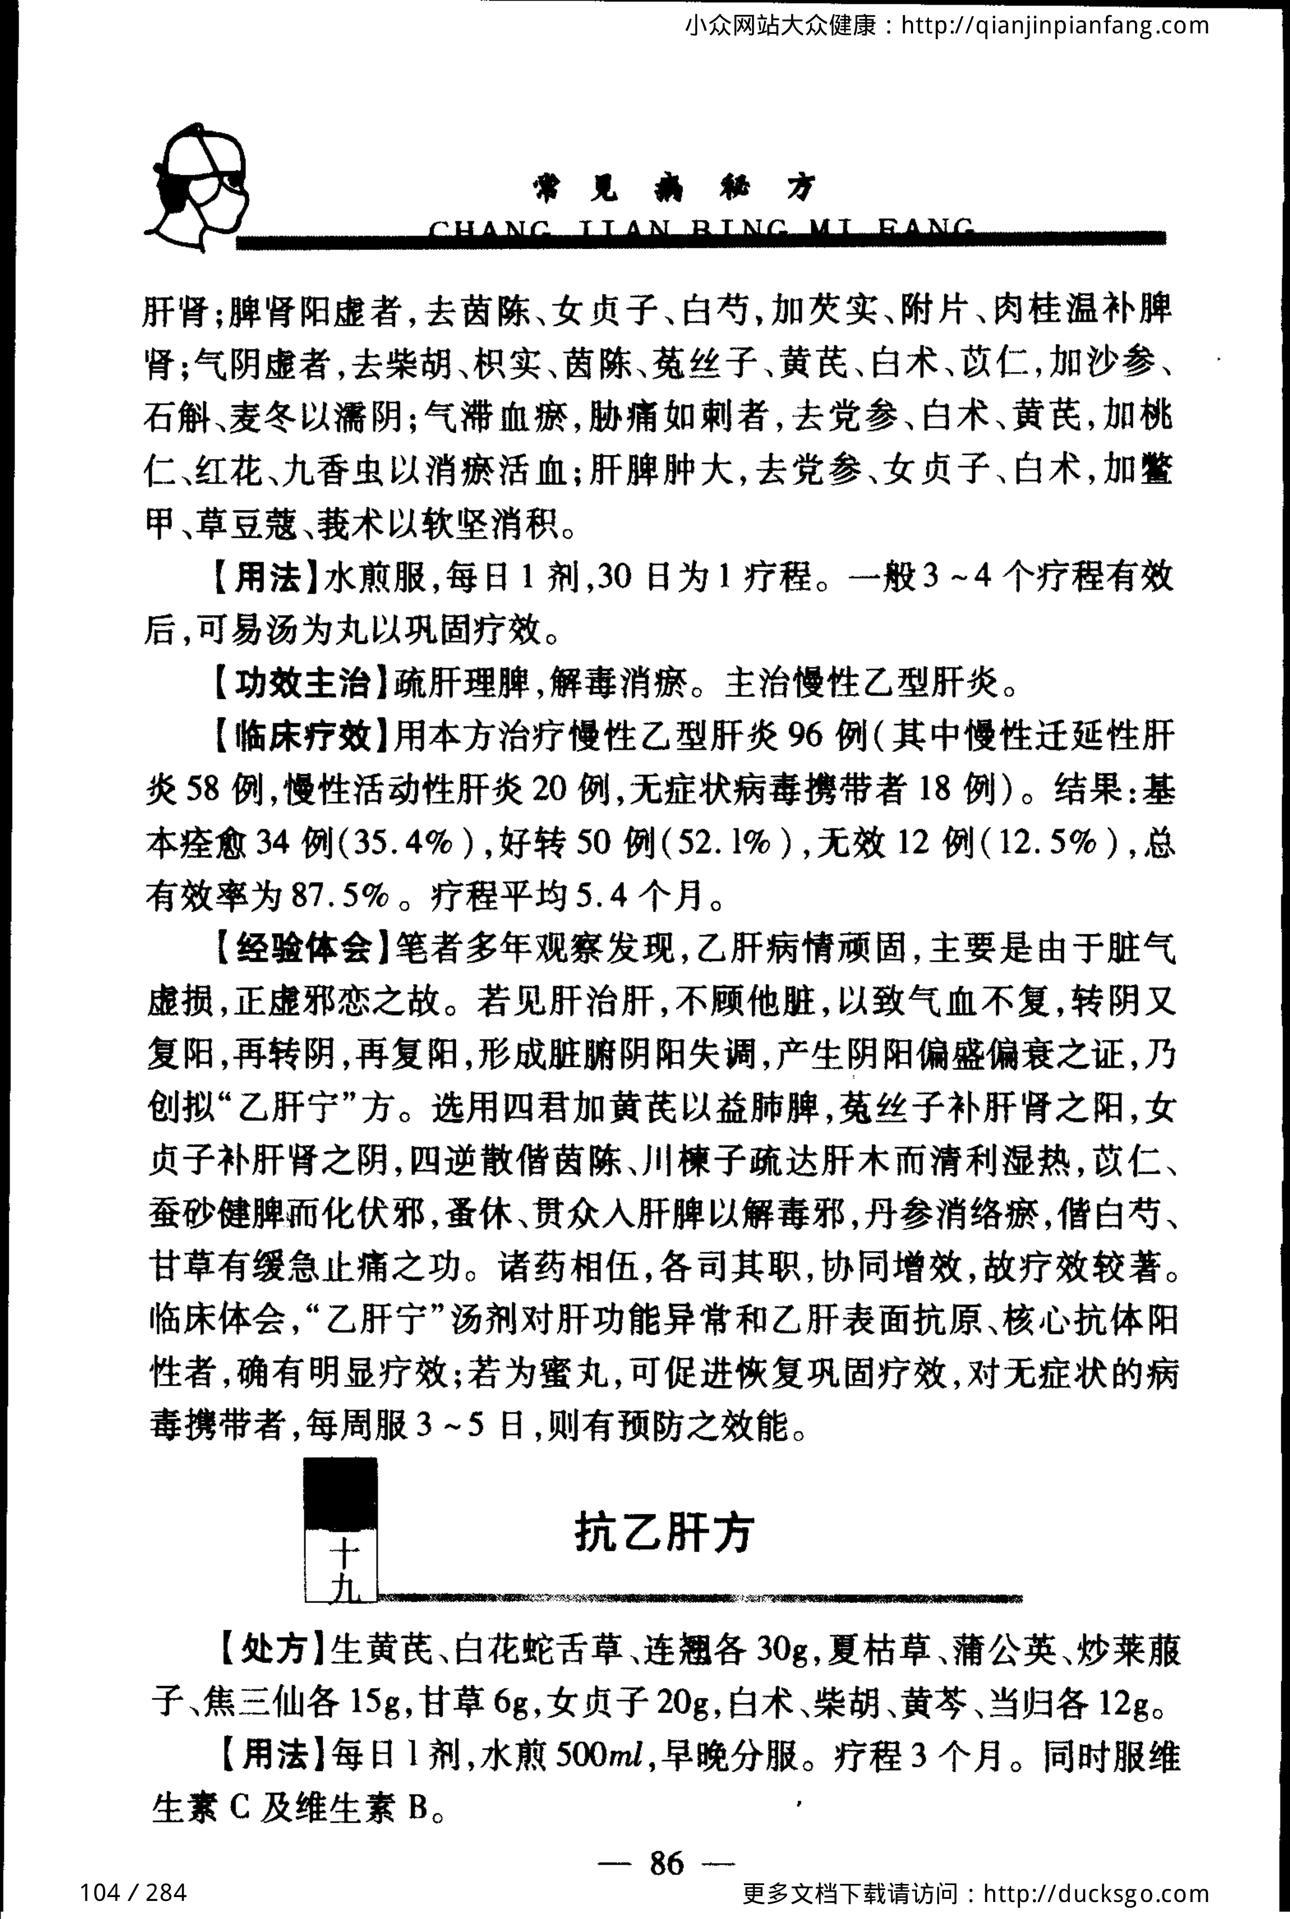 小众网站大众健康：http://qianjinpianfang.com
常见病秘方
CHANG JIAN BING MI FANG
肝肾；脾肾阳虚者，去茵陈、女贞子、白芍，加芡实、附片、肉桂温补脾
肾；气阴虚者，去柴胡、枳实、茵陈、菟丝子、黄芪、白术、苡仁，加沙参、
石斛、麦冬以濡阴；气滞血瘀，胁痛如刺者，去党参、白术、黄芪，加桃
仁、红花、九香虫以消瘀活血；肝脾肿大，去党参、女贞子、白术，加鳖
甲、草豆蔻、莪术以软坚消积。
【用法】水煎服，每日1剂，30日为1疗程。一般3~4个疗程有效
后，可易汤为丸以巩固疗效。
【功效主治】疏肝理脾，解毒消瘀。主治慢性乙型肝炎。
【临床疗效】用本方治疗慢性乙型肝炎96例（其中慢性迁延性肝
炎58例，慢性活动性肝炎20例，无症状病毒携带者18例）。结果：基
本痊愈34例（35.4%），好转50例（52.1%），无效12例（12.5%），总
有效率为87.5%。疗程平均5.4个月。
【经验体会】笔者多年观察发现，乙肝病情顽固，主要是由于脏气
虚损，正虚邪恋之故。若见肝治肝，不顾他脏，以致气血不复，转阴又
复阳，再转阴，再复阳，形成脏腑阴阳失调，产生阴阳偏盛偏衰之证，乃
创拟“乙肝宁”方。选用四君加黄芪以益肺脾，菟丝子补肝肾之阳，女
贞子补肝肾之阴，四逆散偕茵陈、川楝子疏达肝木而清利湿热，苡仁、
蚕砂健脾而化伏邪，蚤休、贯众入肝脾以解毒邪，丹参消络瘀，偕白芍、
甘草有缓急止痛之功。诸药相伍，各司其职，协同增效，故疗效较著。
临床体会，“乙肝宁”汤剂对肝功能异常和乙肝表面抗原、核心抗体阳
性者，确有明显疗效；若为蜜丸，可促进恢复巩固疗效，对无症状的病
毒携带者，每周服3~5日，则有预防之效能。
十九
抗乙肝方
【处方】生黄芪、白花蛇舌草、连翘各30g，夏枯草、蒲公英、炒莱菔
子、焦三仙各15g，甘草6g，女贞子20g，白术、柴胡、黄芩、当归各12g。
【用法】每日1剂，水煎500ml，早晚分服。疗程3个月。同时服维
生素C及维生素B。
— 86 —
104 / 284
更多文档下载请访问：http://ducksgo.com